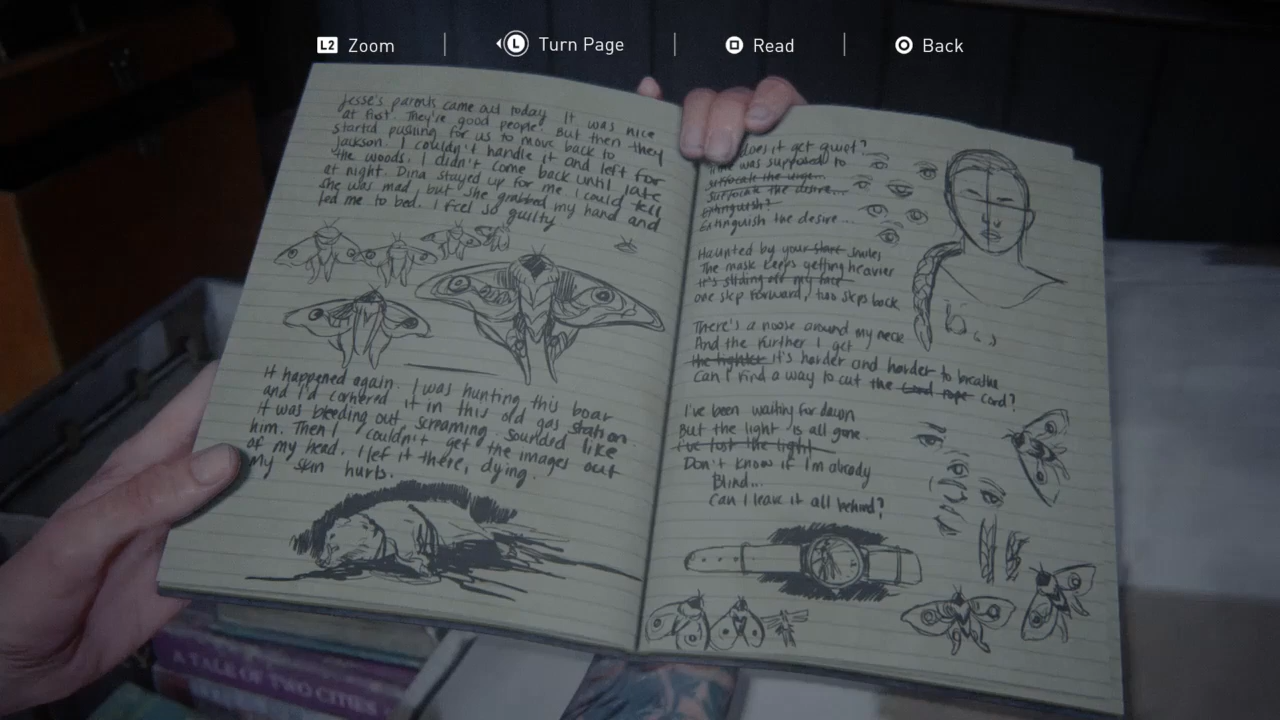 L2 Zoom
L Turn Page
Read
Back
Jesse's parents came out today. It was nice
at first. They're good people. But then they
started pushing for us to move back to
Jackson. I couldn't handle it and left for
the woods. I didn't come back until late
at night. Dina stayed up for me I could tell
she was mad, but she grabbed my hand and
led me to bed. I feel so guilty
It happened again. I was hunting this boar
and I'd cornered it in this old gas station.
It was bleeding out, screaming. Sounded like
him. Then I couldn't get the images out
of my head. I lef it there, dying.
My skin hurts.
does it get quiet?
Time was supposed to
suffocate the urge...
Suffocate the desire...
Extinguish?
Extinguish the desire...
Haunted by your stare smiles
The mask keeps getting heavier
It's sliding off my face
one step forward, two steps back
There's a noose around my neck
And the further I get
the tighter it's harder and harder to breathe
Can I find a way to cut the cord rope cord?
I've been waiting for dawn
But the light is all gone.
I've lost the light
Don't know if I'm already
Blind...
Can I leave it all behind?
A TALE OF TWO CITIES